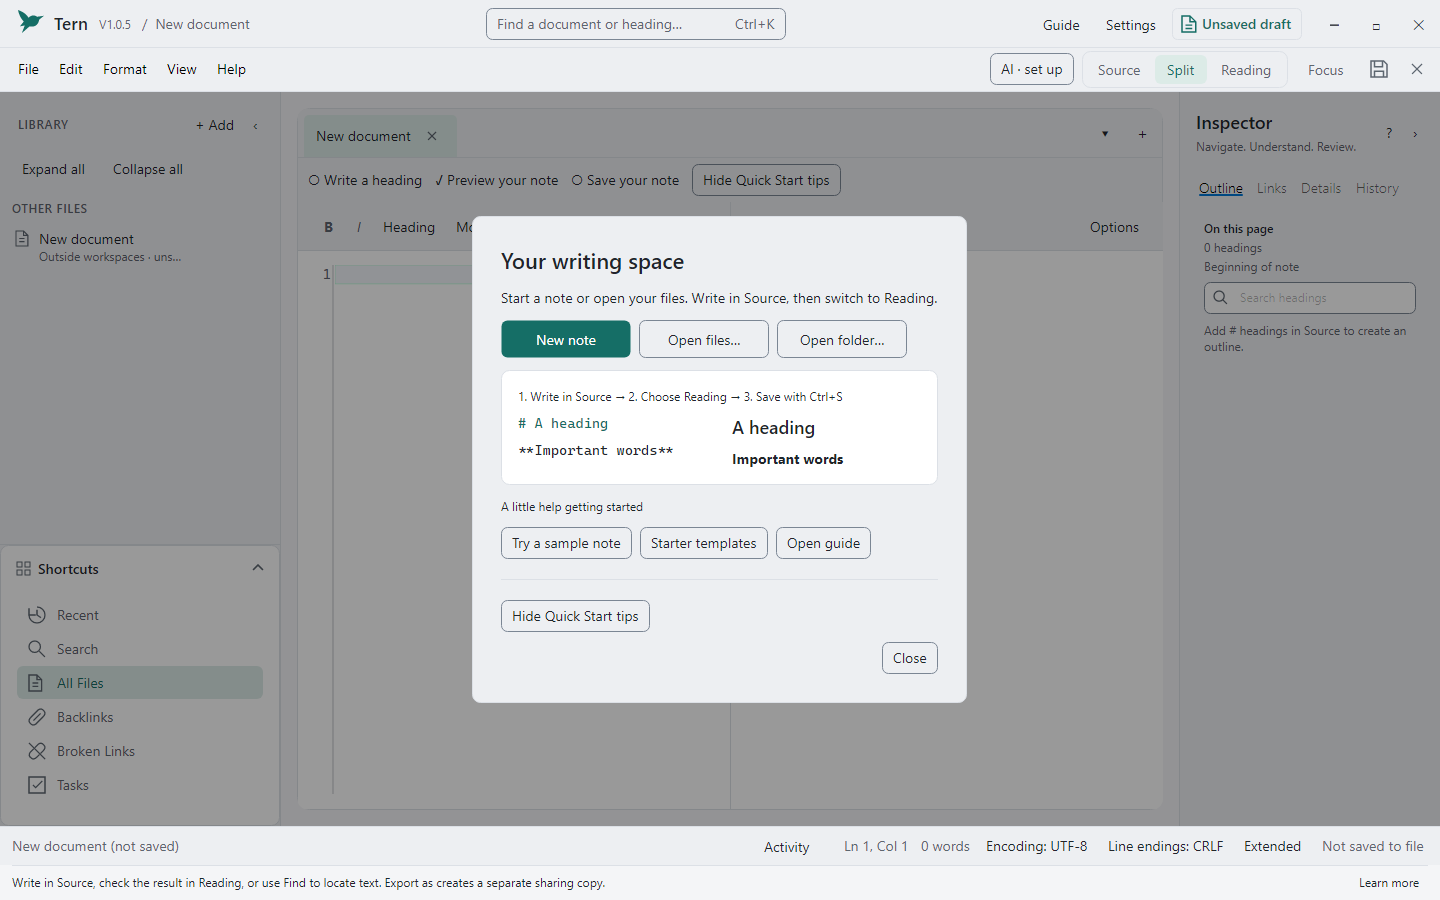 Tern V1.0.5 / New document
Find a document or heading... Ctrl+K
Guide Settings Unsaved draft
File Edit Format View Help
AI · set up Source Split Reading Focus
LIBRARY + Add ‹
Expand all Collapse all
OTHER FILES
New document
Outside workspaces · uns...
Shortcuts
Recent
Search
All Files
Backlinks
Broken Links
Tasks
New document
Write a heading ✓ Preview your note Save your note Hide Quick Start tips
B I Heading Options
1
Your writing space
Start a note or open your files. Write in Source, then switch to Reading.
New note Open files... Open folder...
1. Write in Source → 2. Choose Reading → 3. Save with Ctrl+S
# A heading
**Important words**
A heading
Important words
A little help getting started
Try a sample note Starter templates Open guide
Hide Quick Start tips
Close
Inspector ? ›
Navigate. Understand. Review.
Outline Links Details History
On this page
0 headings
Beginning of note
Search headings
Add # headings in Source to create an
outline.
New document (not saved)
Activity Ln 1, Col 1 0 words Encoding: UTF-8 Line endings: CRLF Extended Not saved to file
Write in Source, check the result in Reading, or use Find to locate text. Export as creates a separate sharing copy.
Learn more